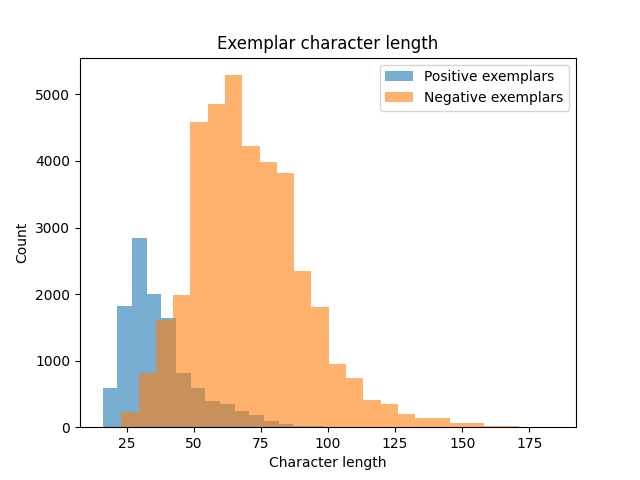 Exemplar character length
Positive exemplars
Negative exemplars
Count
5000
4000
3000
2000
1000
0
25
50
75
100
125
150
175
Character length